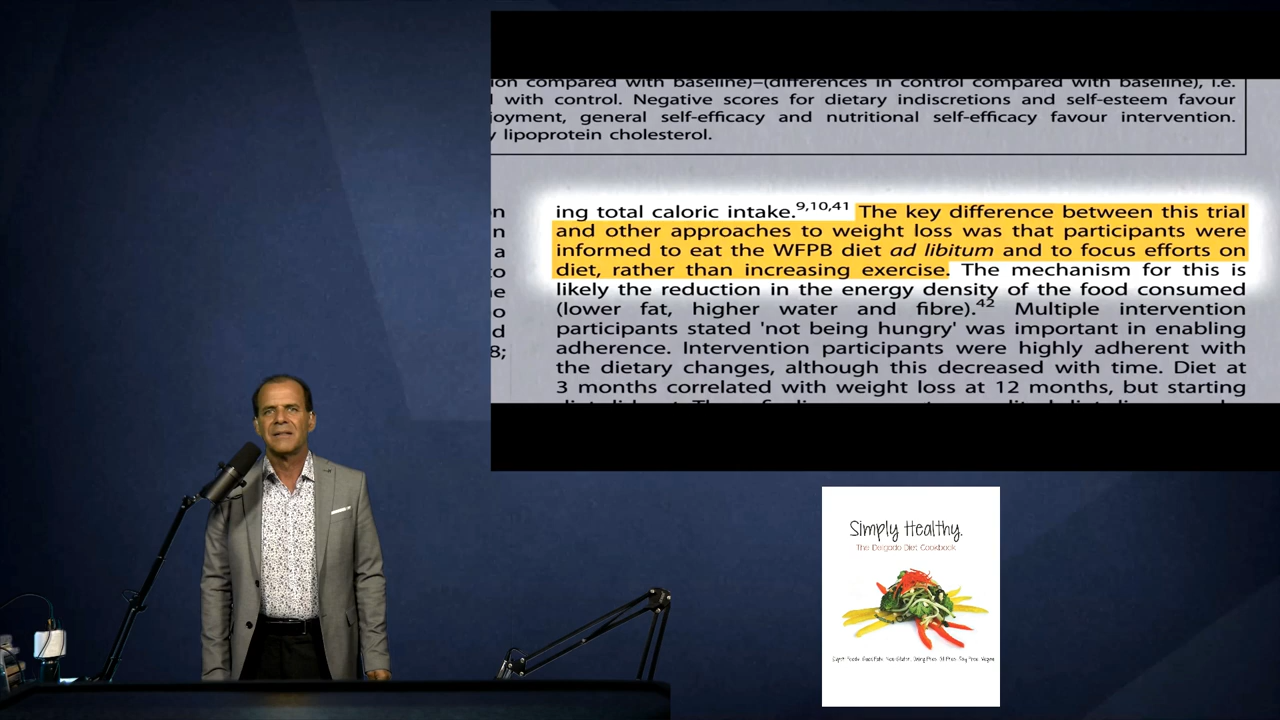 ion compared with baseline)–(differences in control compared with baseline), i.e.
with control. Negative scores for dietary indiscretions and self-esteem favour
oyment, general self-efficacy and nutritional self-efficacy favour intervention.
y lipoprotein cholesterol.
n
n
a
to
ne
o
d
8;
ing total caloric intake.9,10,41 The key difference between this trial
and other approaches to weight loss was that participants were
informed to eat the WFPB diet ad libitum and to focus efforts on
diet, rather than increasing exercise. The mechanism for this is
likely the reduction in the energy density of the food consumed
(lower fat, higher water and fibre).42 Multiple intervention
participants stated 'not being hungry' was important in enabling
adherence. Intervention participants were highly adherent with
the dietary changes, although this decreased with time. Diet at
3 months correlated with weight loss at 12 months, but starting
Simply Healthy.
The Delgado Diet Cookbook